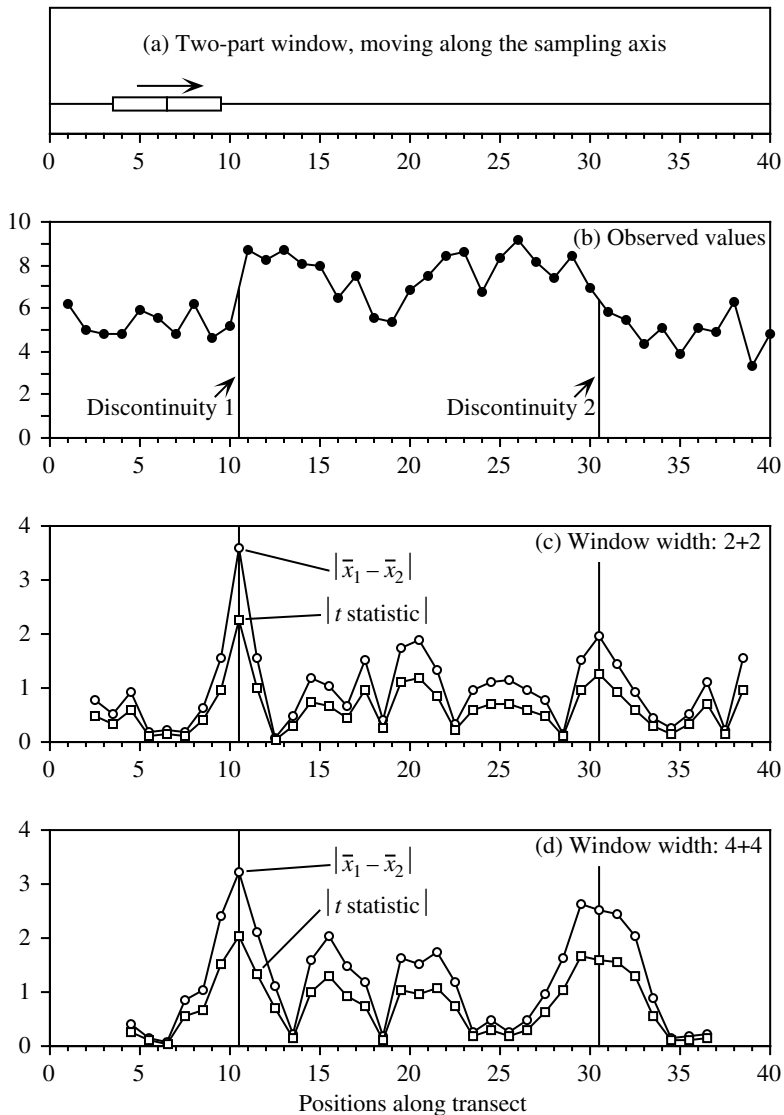 (a) Two-part window, moving along the sampling axis
0 5 10 15 20 25 30 35 40
10
(b) Observed values
8
6
4
Discontinuity 1 Discontinuity 2
2
0
0 5 10 15 20 25 30 35 40
4
(c) Window width: 2+2
|x̅1 – x̅2|
3
|t statistic|
2
1
0
0 5 10 15 20 25 30 35 40
4
(d) Window width: 4+4
|x̅1 – x̅2|
3
|t statistic|
2
1
0
0 5 10 15 20 25 30 35 40
Positions along transect